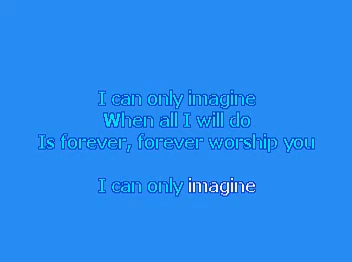 I can only imagine
When all I will do
Is forever, forever worship you
I can only imagine